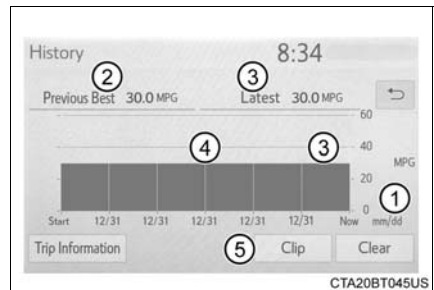 History 8:34
2 3
Previous Best 30.0 MPG Latest 30.0 MPG
60
4 40 3
MPG
20
1
0
Start 12/31 12/31 12/31 12/31 12/31 Now mm/dd
Trip Information 5 Clip Clear
CTA20BT045US